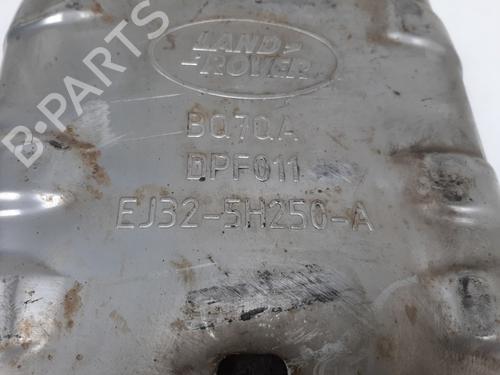 LAND-
-ROVER
BQ7QA
DPF011
EJ32-5H250-A
B-PARTS